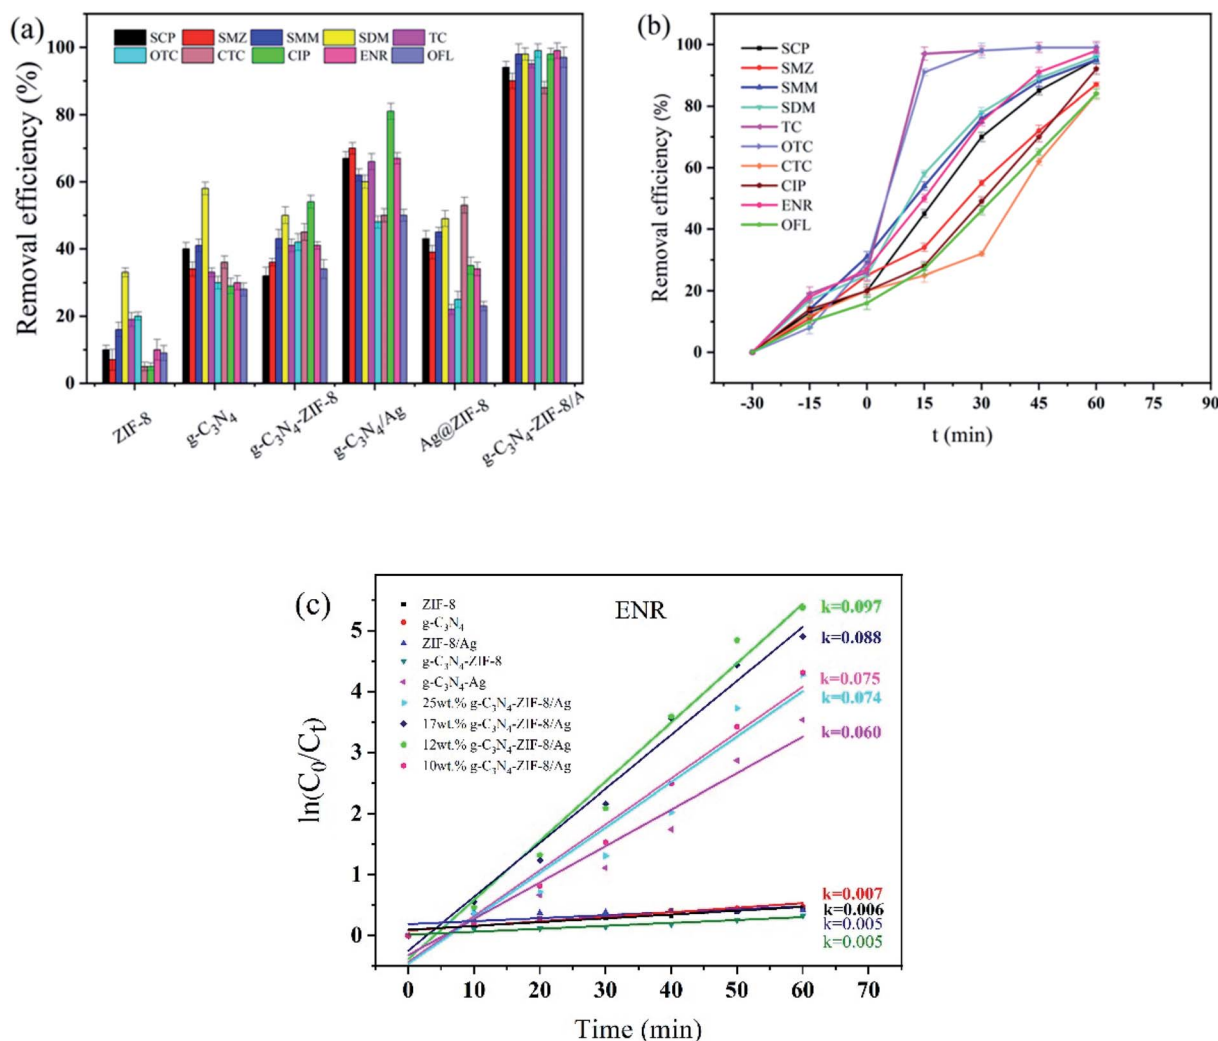 (a)
SCP SMZ SMM SDM TC
OTC CTC CIP ENR OFL
Removal efficiency (%)
100
80
60
40
20
0
ZIF-8
g-C₃N₄
g-C₃N₄-ZIF-8
g-C₃N₄/Ag
Ag@ZIF-8
g-C₃N₄-ZIF-8/A
(b)
SCP
SMZ
SMM
SDM
TC
OTC
CTC
CIP
ENR
OFL
Removal efficiency (%)
100
80
60
40
20
0
-30 -15 0 15 30 45 60 75 90
t (min)
(c)
ENR
ZIF-8
g-C₃N₄
ZIF-8/Ag
g-C₃N₄-ZIF-8
g-C₃N₄-Ag
25wt.% g-C₃N₄-ZIF-8/Ag
17wt.% g-C₃N₄-ZIF-8/Ag
12wt.% g-C₃N₄-ZIF-8/Ag
10wt.% g-C₃N₄-ZIF-8/Ag
k=0.097
k=0.088
k=0.075
k=0.074
k=0.060
k=0.007
k=0.006
k=0.005
k=0.005
ln(C₀/Cₜ)
5
4
3
2
1
0
0 10 20 30 40 50 60 70
Time (min)